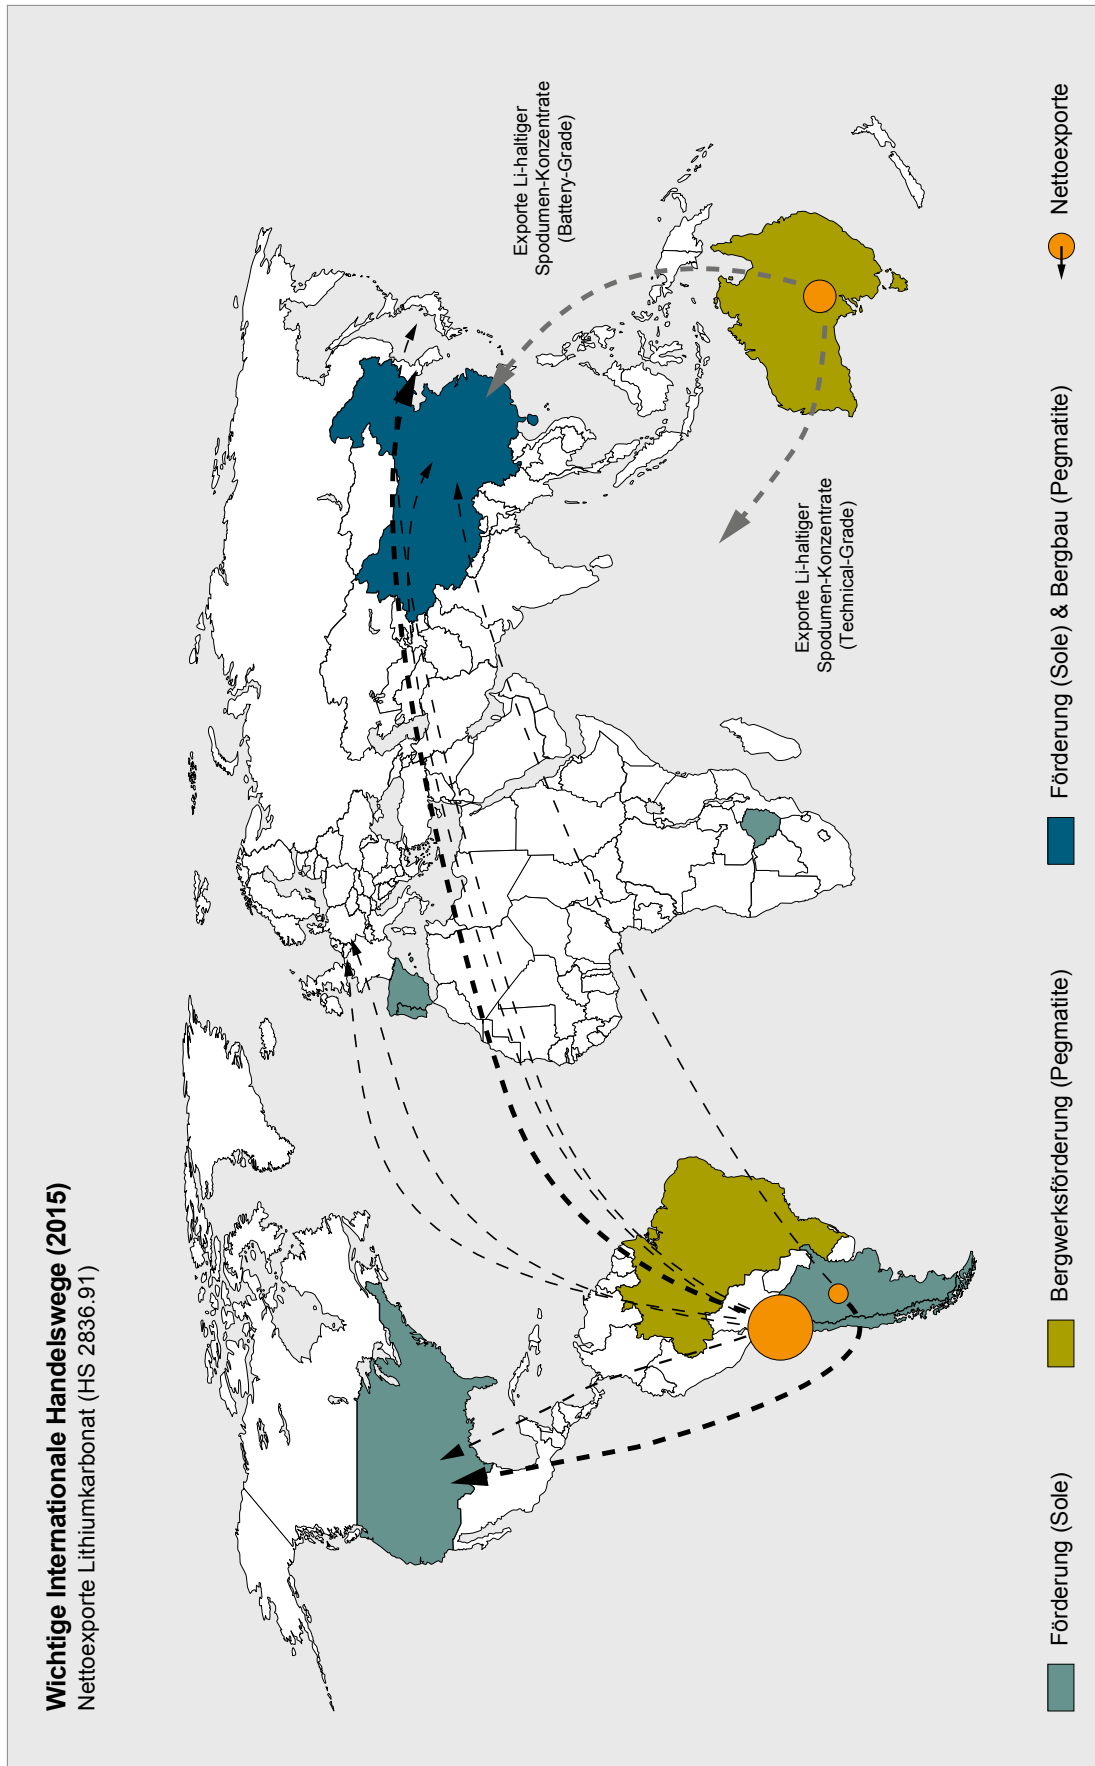 Wichtige Internationale Handelswege (2015)
Nettoexporte Lithiumkarbonat (HS 2836.91)
Exporte Li-haltiger
Spodumen-Konzentrate
(Battery-Grade)
Exporte Li-haltiger
Spodumen-Konzentrate
(Technical-Grade)
Förderung (Sole)
Bergwerksförderung (Pegmatite)
Förderung (Sole) & Bergbau (Pegmatite)
Nettoexporte